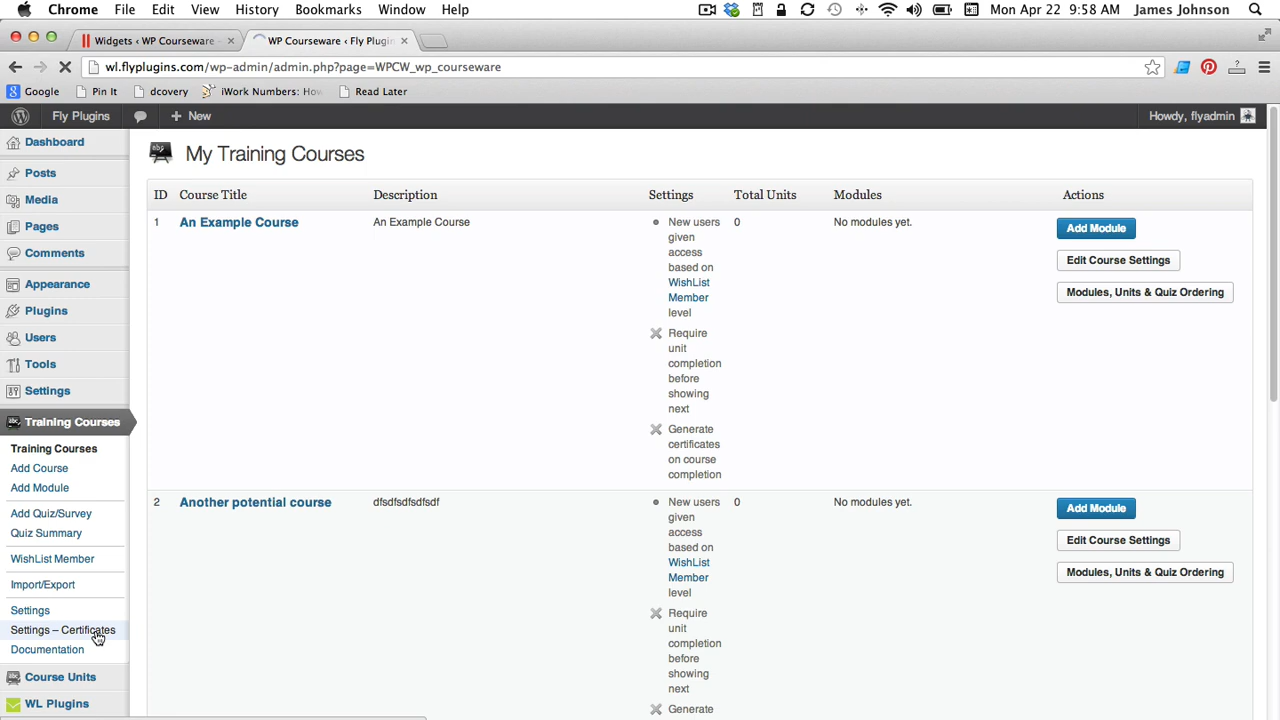 Chrome File Edit View History Bookmarks Window Help Mon Apr 22 9:58 AM James Johnson
Widgets ‹ WP Courseware WP Courseware ‹ Fly Plugin
wl.flyplugins.com/wp-admin/admin.php?page=WPCW_wp_courseware
Google Pin It dcovery iWork Numbers: How Read Later
Fly Plugins + New Howdy, flyadmin
Dashboard
Posts
Media
Pages
Comments
Appearance
Plugins
Users
Tools
Settings
Training Courses
Training Courses
Add Course
Add Module
Add Quiz/Survey
Quiz Summary
WishList Member
Import/Export
Settings
Settings – Certificates
Documentation
Course Units
WL Plugins
My Training Courses
ID Course Title Description Settings Total Units Modules Actions
1 An Example Course An Example Course New users 0 No modules yet. Add Module
given
access
based on
WishList
Member
level
Edit Course Settings
Modules, Units & Quiz Ordering
Require
unit
completion
before
showing
next
Generate
certificates
on course
completion
2 Another potential course dfsdfsdfsdfsdf New users 0 No modules yet. Add Module
given
access
based on
WishList
Member
level
Edit Course Settings
Modules, Units & Quiz Ordering
Require
unit
completion
before
showing
next
Generate